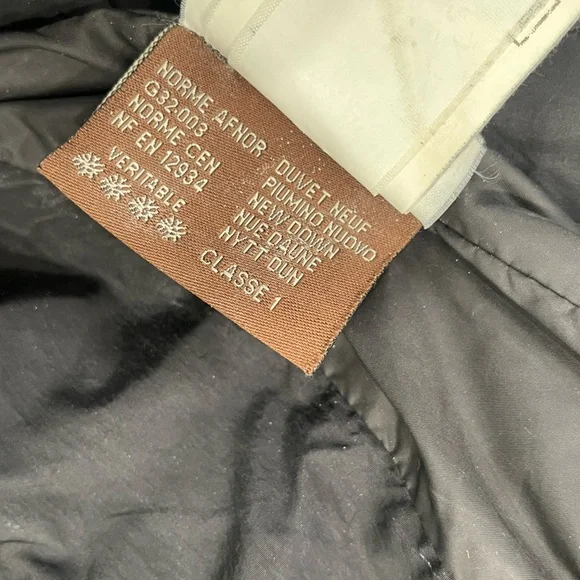 NORME AFNOR
G32.003
NORME CEN
NF EN 12934
VERITABLE
DUVET NEUF
PIUMINO NUOVO
NEW DOWN
NUE DAUNE
NYTT-DUN
CLASSE 1